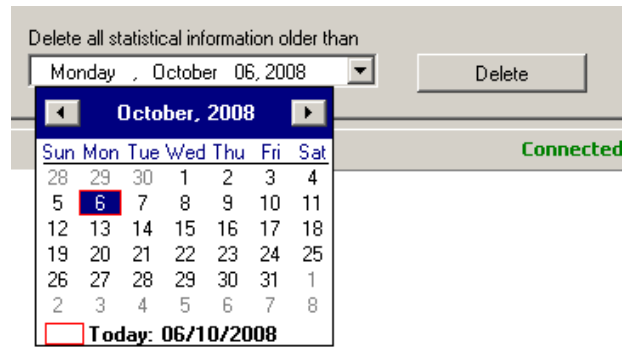 Delete all statistical information older than
Monday , October 06, 2008
Delete
October, 2008
Connected
Sun Mon Tue Wed Thu Fri Sat
28 29 30 1 2 3 4
5 6 7 8 9 10 11
12 13 14 15 16 17 18
19 20 21 22 23 24 25
26 27 28 29 30 31 1
2 3 4 5 6 7 8
Today: 06/10/2008